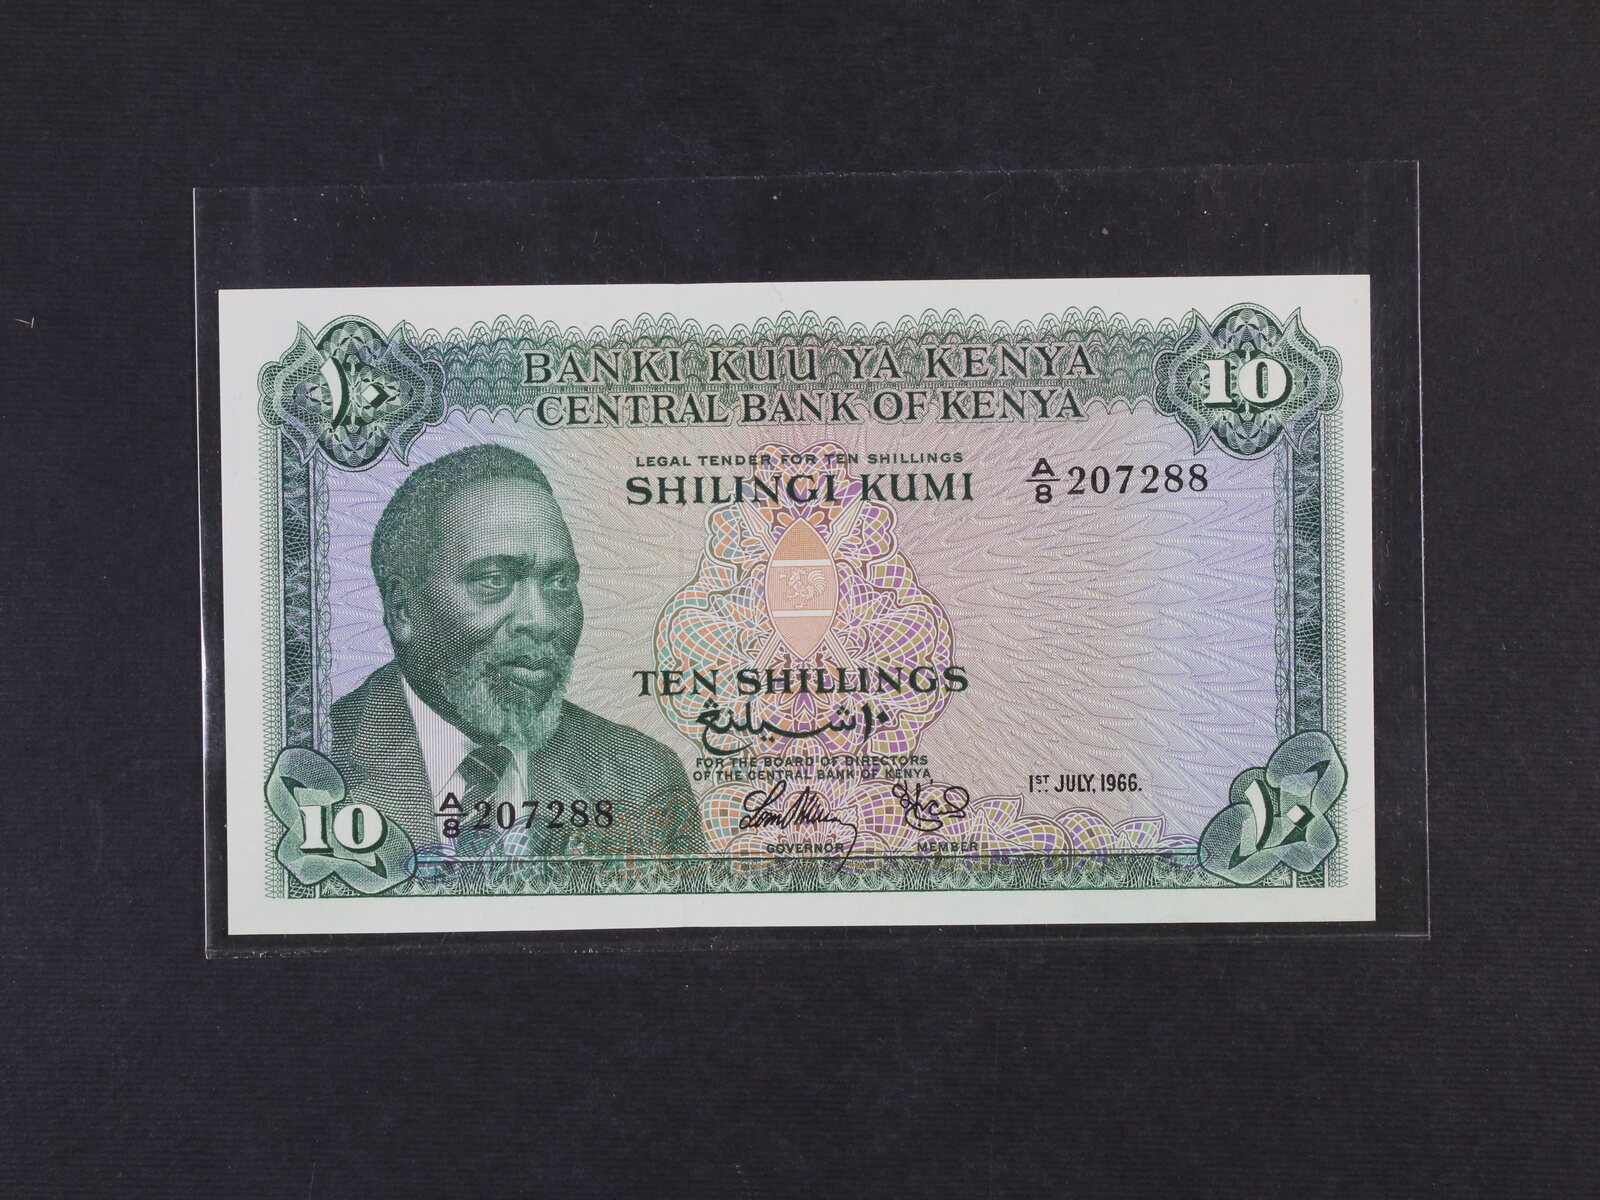 BANKI KUU YA KENYA
CENTRAL BANK OF KENYA
١٠
10
LEGAL TENDER FOR TEN SHILLINGS
SHILINGI KUMI
A/8 207288
TEN SHILLINGS
١٠ شيلينغ
FOR THE BOARD OF DIRECTORS
OF THE CENTRAL BANK OF KENYA
1ST JULY, 1966.
A/8 207288
10
١٠
GOVERNOR
MEMBER